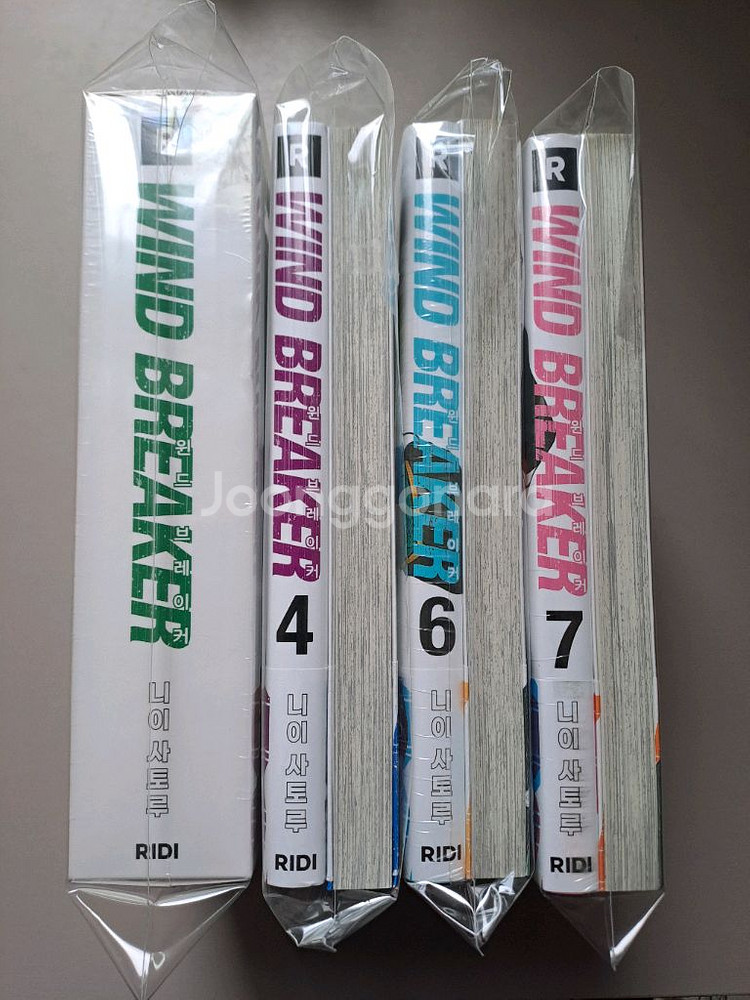 R
WIND BREAKER
윈드 브레이커
니이 사토루
RIDI
R
WIND BREAKER
윈드 브레이커
4
니이 사토루
RIDI
R
WIND BREAKER
윈드 브레이커
6
니이 사토루
RIDI
R
WIND BREAKER
윈드 브레이커
7
니이 사토루
RIDI
Joonggonara